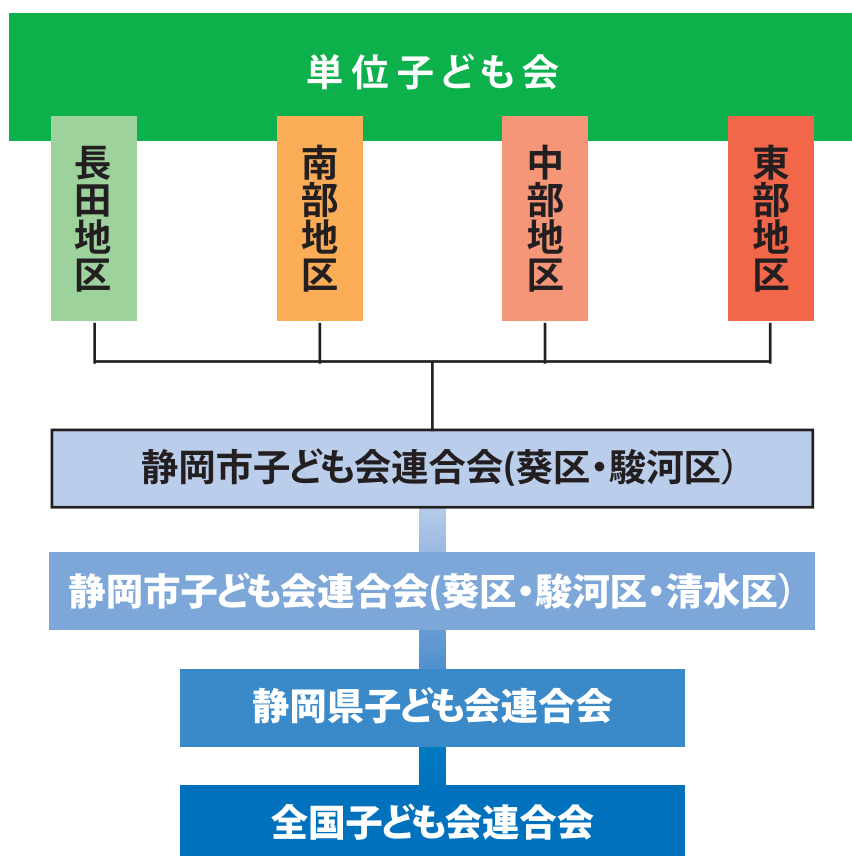 単位子ども会
長田地区
南部地区
中部地区
東部地区
静岡市子ども会連合会(葵区・駿河区）
静岡市子ども会連合会(葵区・駿河区・清水区）
静岡県子ども会連合会
全国子ども会連合会